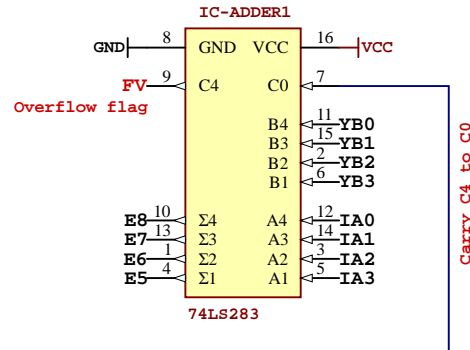 IC-ADDER1
GND 8 GND VCC 16 VCC
FV 9 C4 C0 7
Overflow flag
B4 11 YB0
B3 15 YB1
B2 2 YB2
B1 6 YB3
E8 10 Σ4 A4 12 IA0
E7 13 Σ3 A3 14 IA1
E6 1 Σ2 A2 3 IA2
E5 4 Σ1 A1 5 IA3
74LS283
Carry C4 to C0